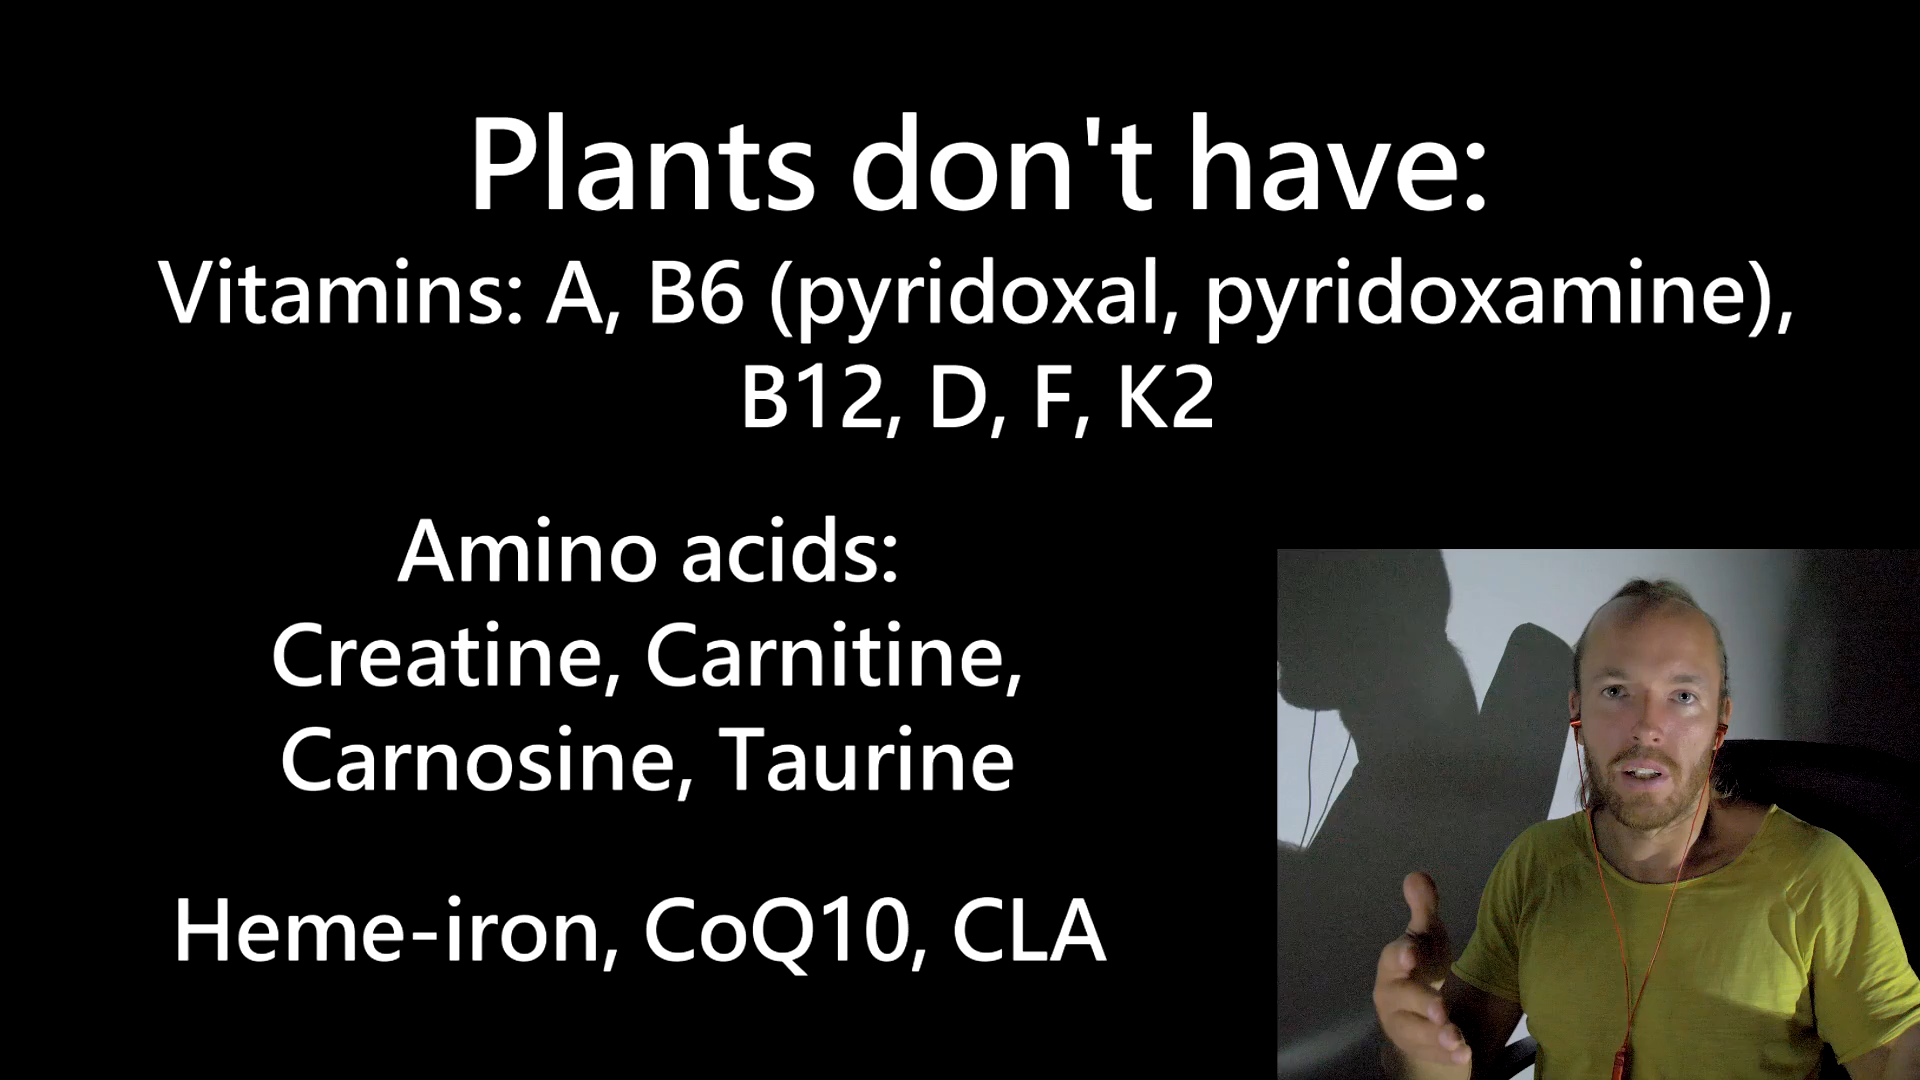 Plants don't have:
Vitamins: A, B6 (pyridoxal, pyridoxamine),
B12, D, F, K2
Amino acids:
Creatine, Carnitine,
Carnosine, Taurine
Heme-iron, CoQ10, CLA